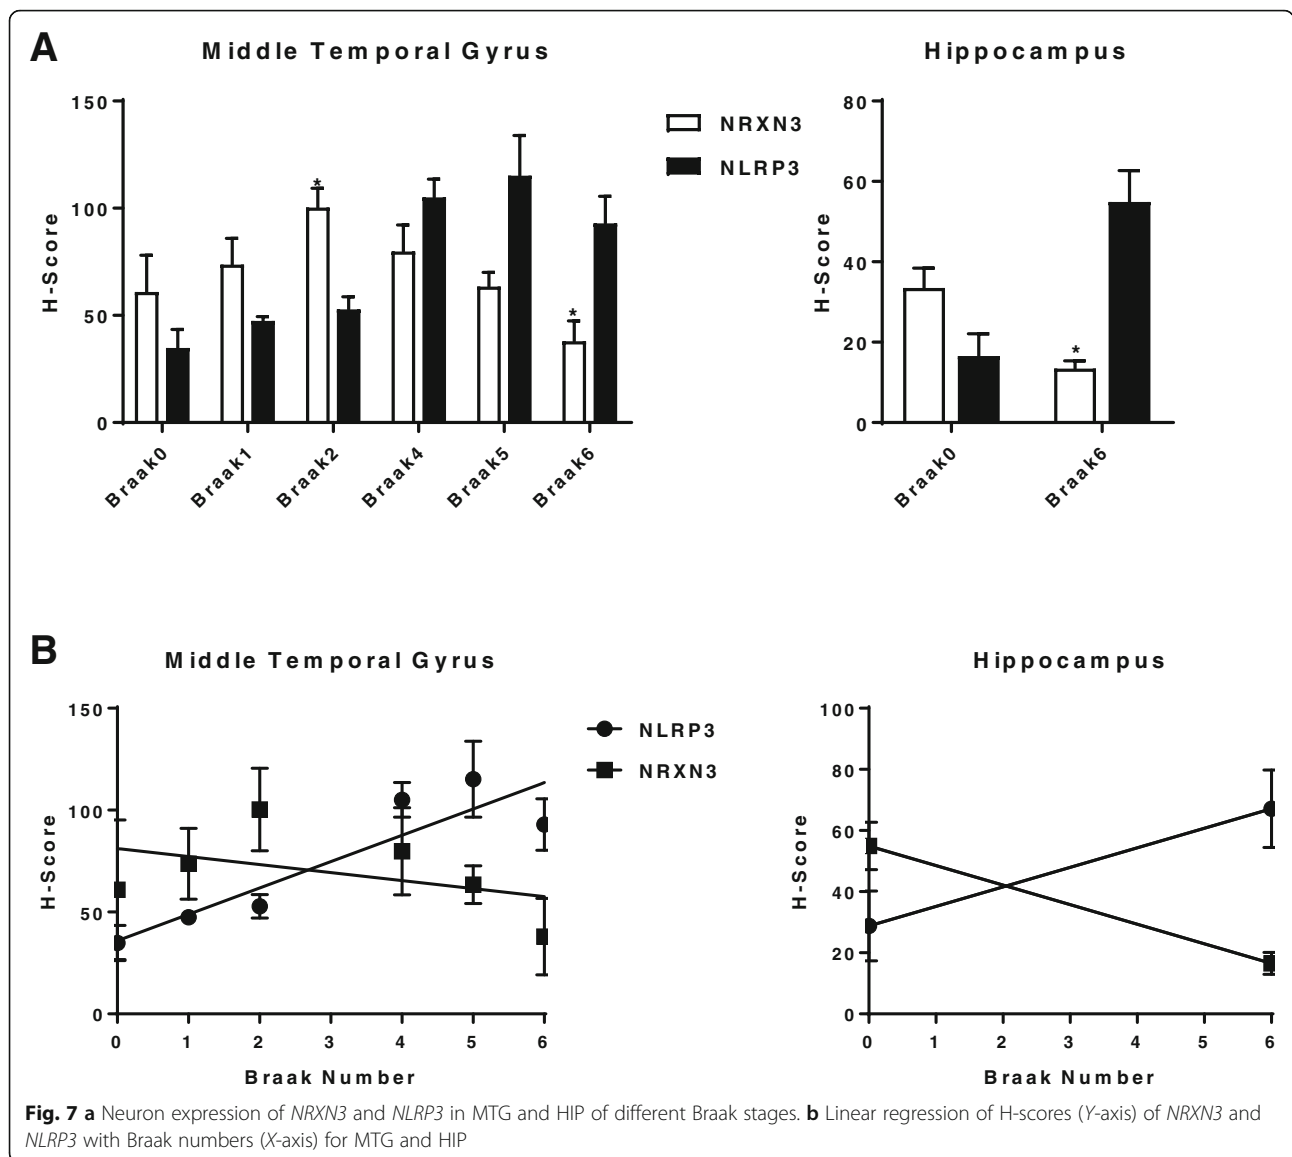 A
Middle Temporal Gyrus
Hippocampus
NRXN3
NLRP3
H-Score
150
100
50
0
*
*
Braak0
Braak1
Braak2
Braak4
Braak5
Braak6
H-Score
80
60
40
20
0
*
Braak0
Braak6
B
Middle Temporal Gyrus
Hippocampus
NLRP3
NRXN3
H-Score
150
100
50
0
0 1 2 3 4 5 6
Braak Number
H-Score
100
80
60
40
20
0
0 1 2 3 4 5 6
Braak Number
Fig. 7 a Neuron expression of NRXN3 and NLRP3 in MTG and HIP of different Braak stages. b Linear regression of H-scores (Y-axis) of NRXN3 and
NLRP3 with Braak numbers (X-axis) for MTG and HIP